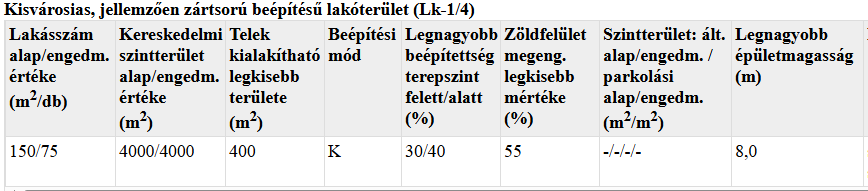 Kisvárosias, jellemzően zártsorú beépítésű lakóterület (Lk-1/4)
Lakásszám alap/engedm. értéke (m²/db)
Kereskedelmi szintterület alap/engedm. értéke (m²)
Telek kialakítható legkisebb területe (m²)
Beépítési mód
Legnagyobb beépítettség terepszint felett/alatt (%)
Zöldfelület megeng. legkisebb mértéke (%)
Szintterület: ált. alap/engedm. / parkolási alap/engedm. (m²/m²)
Legnagyobb épületmagasság (m)
150/75
4000/4000
400
K
30/40
55
-/-/-/-
8,0